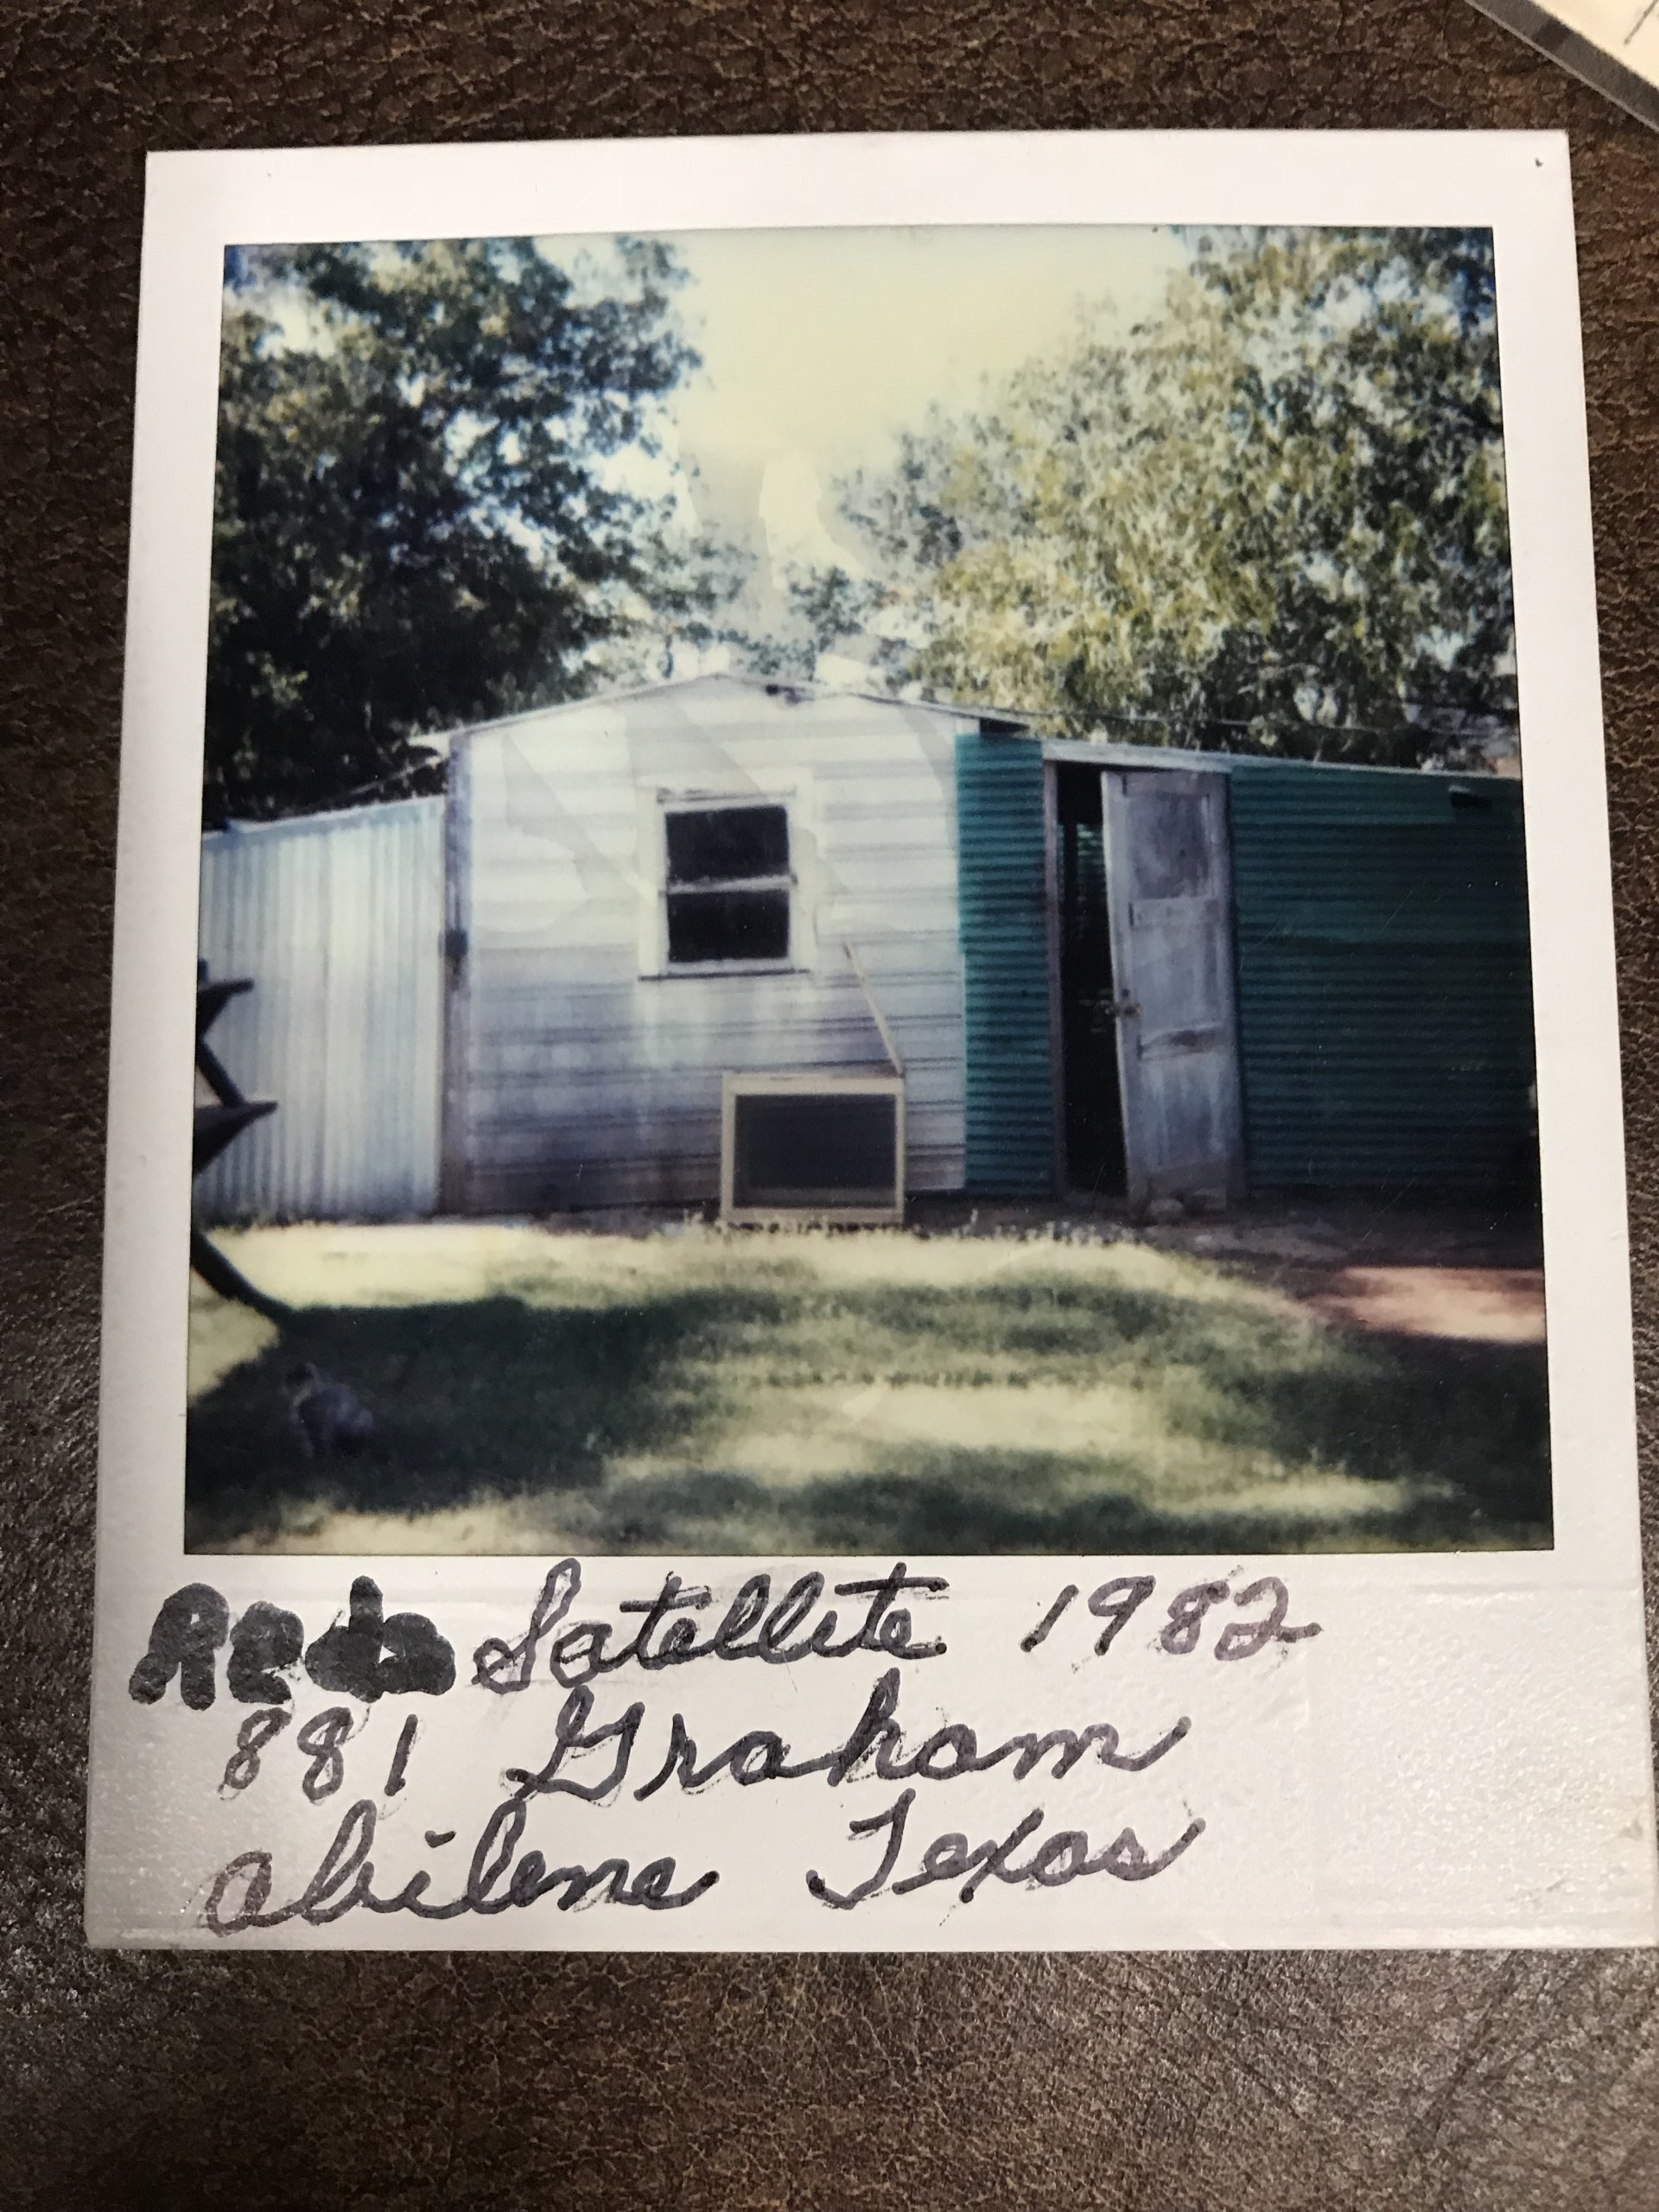 Satellite 1982
881 Graham
abilene Texas